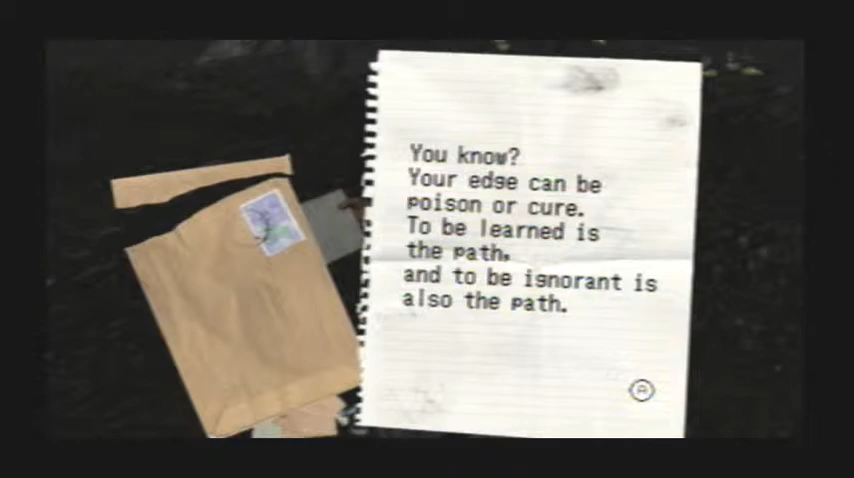 You know?
Your edge can be
poison or cure.
To be learned is
the path,
and to be ignorant is
also the path.